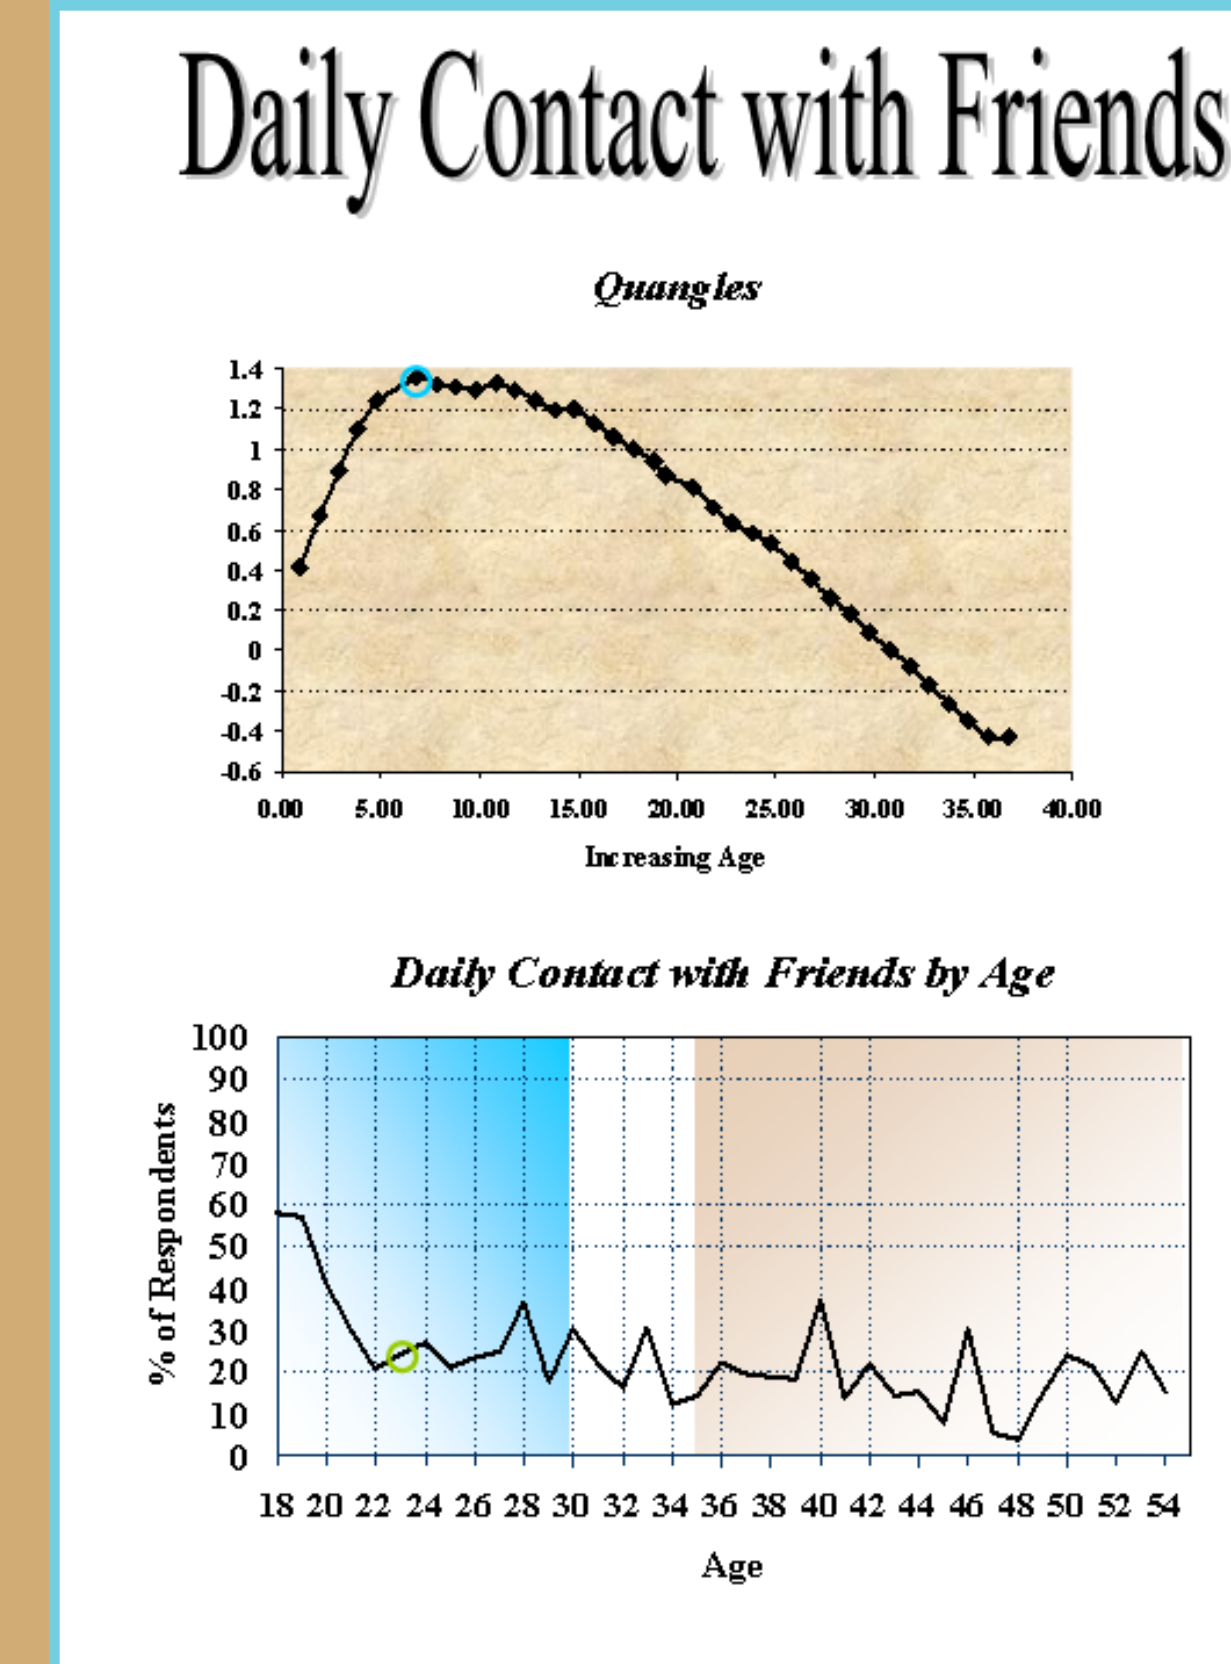 Daily Contact with Friends
Quangles
1.4
1.2
1
0.8
0.6
0.4
0.2
0
-0.2
-0.4
-0.6
0.00 5.00 10.00 15.00 20.00 25.00 30.00 35.00 40.00
Increasing Age
Daily Contact with Friends by Age
% of Respondents
100
90
80
70
60
50
40
30
20
10
0
18 20 22 24 26 28 30 32 34 36 38 40 42 44 46 48 50 52 54
Age